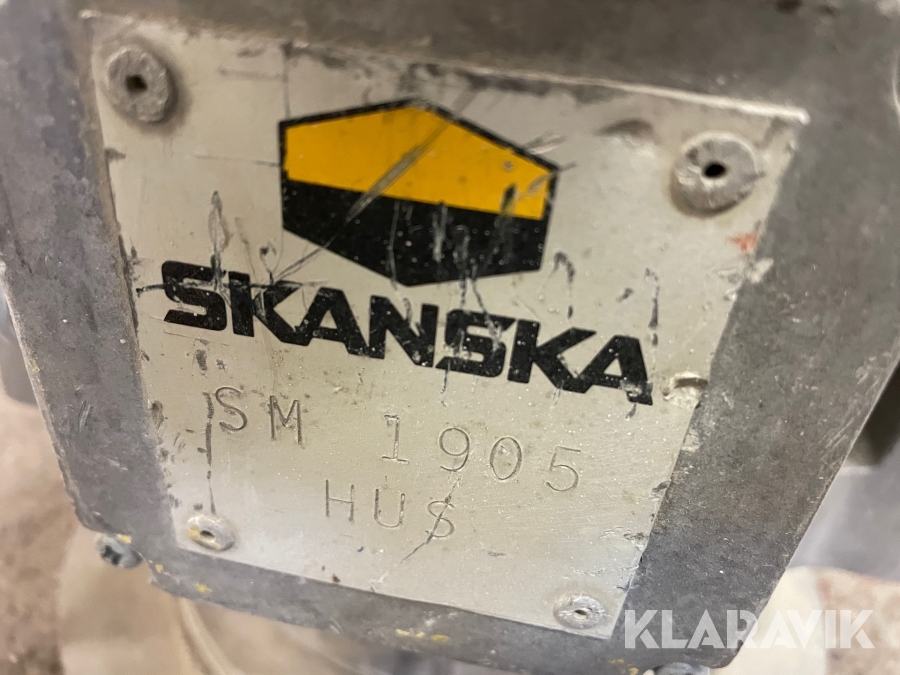 SKANSKA
SM 1905
HUS
KLARAVIK